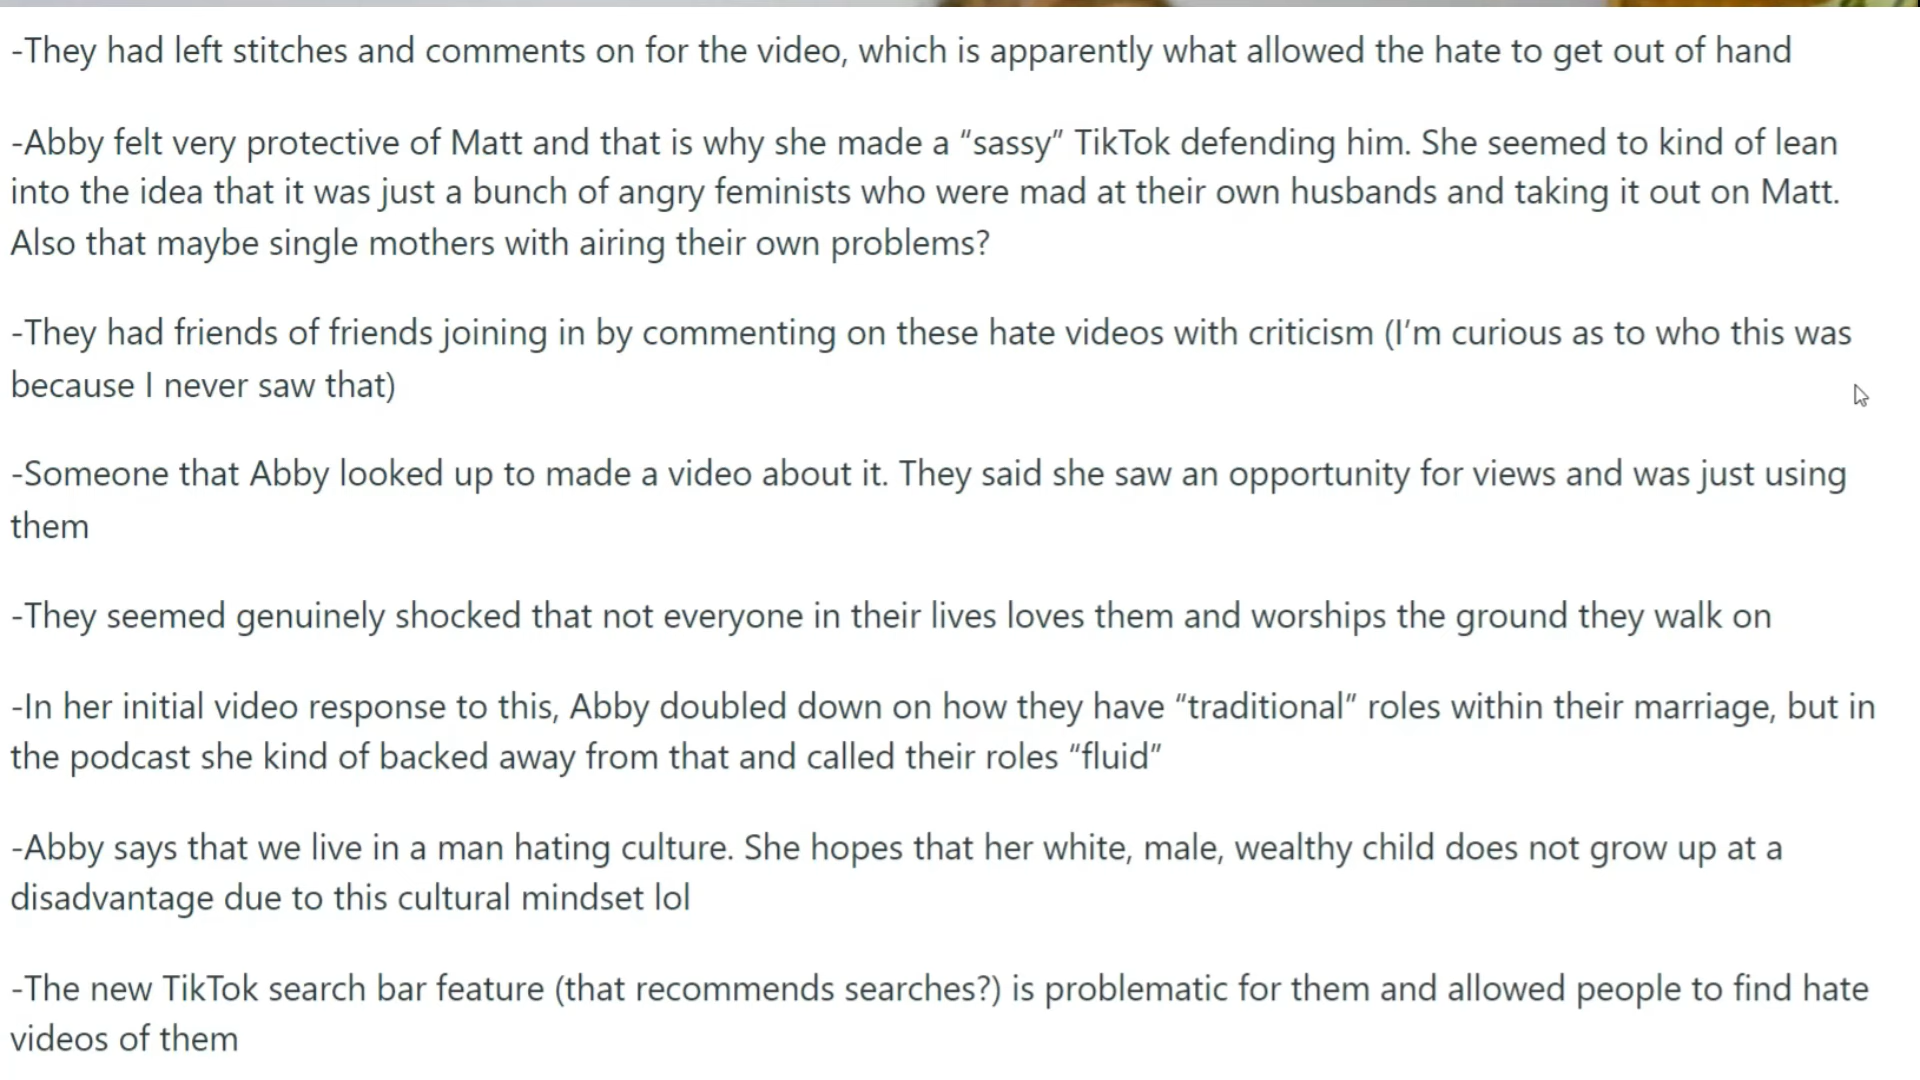 -They had left stitches and comments on for the video, which is apparently what allowed the hate to get out of hand
-Abby felt very protective of Matt and that is why she made a “sassy” TikTok defending him. She seemed to kind of lean
into the idea that it was just a bunch of angry feminists who were mad at their own husbands and taking it out on Matt.
Also that maybe single mothers with airing their own problems?
-They had friends of friends joining in by commenting on these hate videos with criticism (I’m curious as to who this was
because I never saw that)
-Someone that Abby looked up to made a video about it. They said she saw an opportunity for views and was just using
them
-They seemed genuinely shocked that not everyone in their lives loves them and worships the ground they walk on
-In her initial video response to this, Abby doubled down on how they have “traditional” roles within their marriage, but in
the podcast she kind of backed away from that and called their roles “fluid”
-Abby says that we live in a man hating culture. She hopes that her white, male, wealthy child does not grow up at a
disadvantage due to this cultural mindset lol
-The new TikTok search bar feature (that recommends searches?) is problematic for them and allowed people to find hate
videos of them